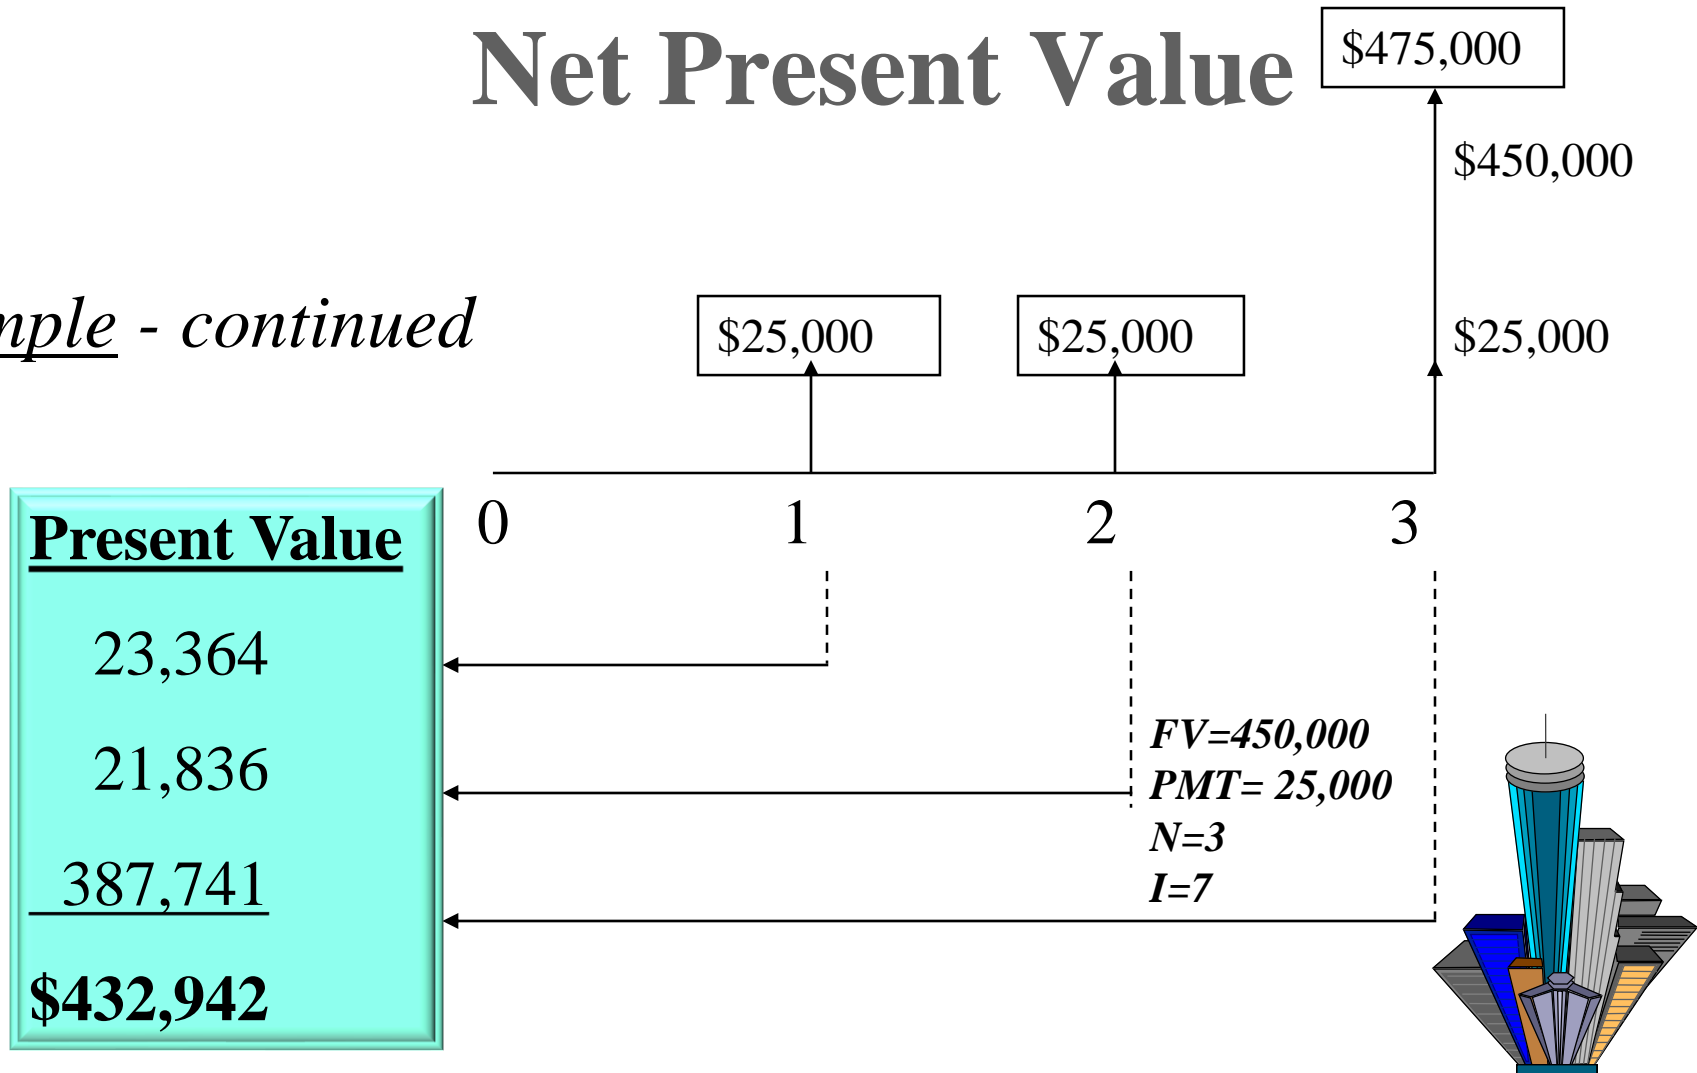 Net Present Value
$475,000
$450,000
- continued
$25,000
$25,000
$25,000
0 1 2 3
Present Value
23,364
21,836
387,741
$432,942
FV=450,000
PMT= 25,000
N=3
I=7